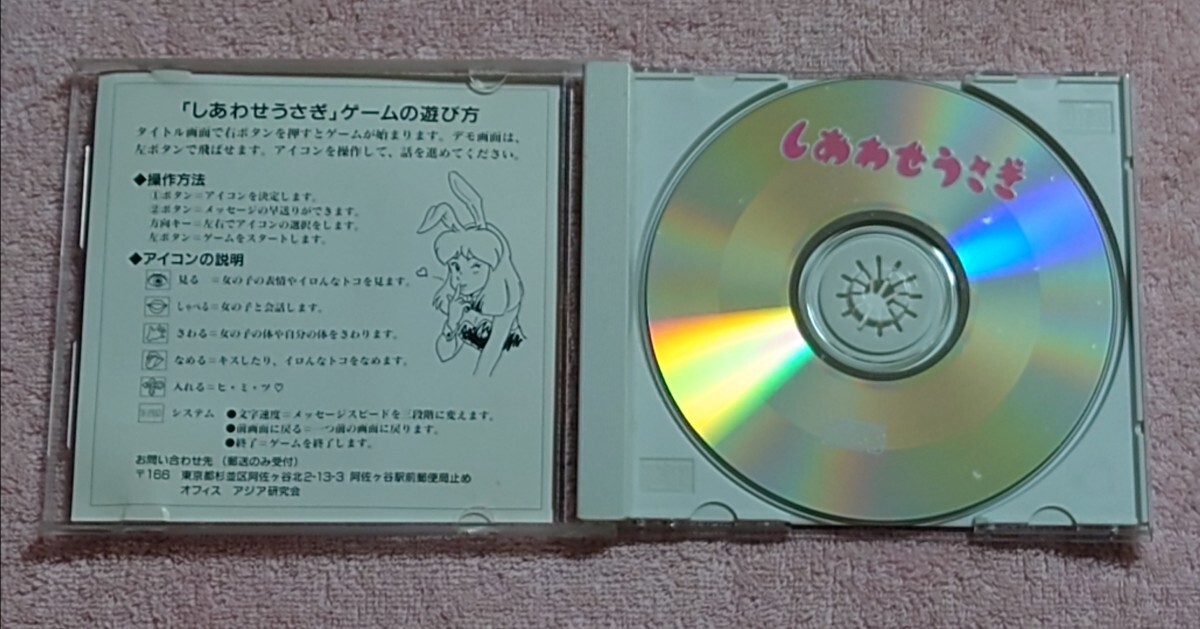 「しあわせうさぎ」ゲームの遊び方
タイトル画面で右ボタンを押すとゲームが始まります。デモ画面は、
左ボタンで飛ばせます。アイコンを操作して、話を進めてください。
◆操作方法
①ボタン＝アイコンを決定します。
②ボタン＝メッセージの早送りができます。
方向キー＝左右でアイコンの選択をします。
左ボタン＝ゲームをスタートします。
◆アイコンの説明
見る ＝女の子の表情やイロんなトコを見ます。
しゃべる＝女の子と会話します。
さわる＝女の子の体や自分の体をさわります。
なめる＝キスしたり、イロんなトコをなめます。
入れる＝ヒ・ミ・ツ♡
システム ●文字速度＝メッセージスピードを三段階に変えます。
●前画面に戻る＝一つ前の画面に戻ります。
●終了＝ゲームを終了します。
お問い合わせ先（郵送のみ受付）
〒166 東京都杉並区阿佐ヶ谷北2-13-3 阿佐ヶ谷駅前郵便局止め
オフィス アジア研究会
しあわせうさぎ